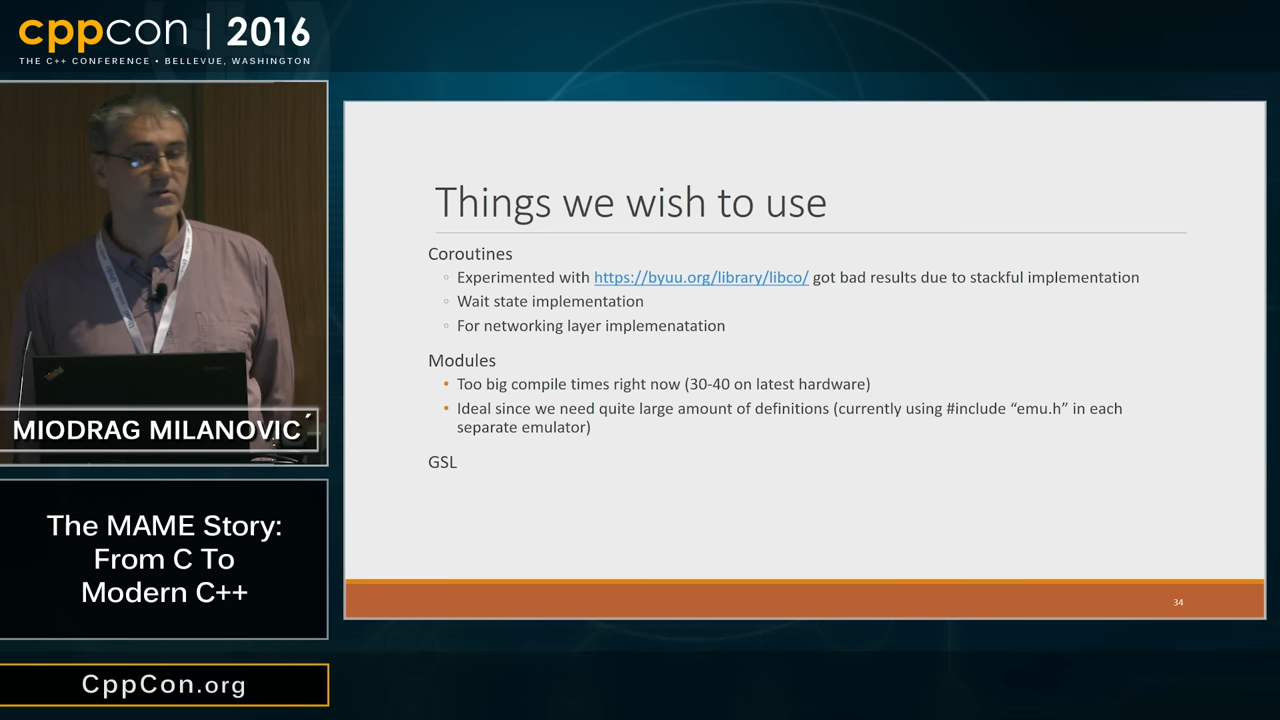 cppcon | 2016
THE C++ CONFERENCE • BELLEVUE, WASHINGTON
MIODRAG MILANOVIC´
The MAME Story:
From C To
Modern C++
CppCon.org
Things we wish to use
Coroutines
◦ Experimented with https://byuu.org/library/libco/ got bad results due to stackful implementation
◦ Wait state implementation
◦ For networking layer implemenatation
Modules
• Too big compile times right now (30-40 on latest hardware)
• Ideal since we need quite large amount of definitions (currently using #include “emu.h” in each
separate emulator)
GSL
34